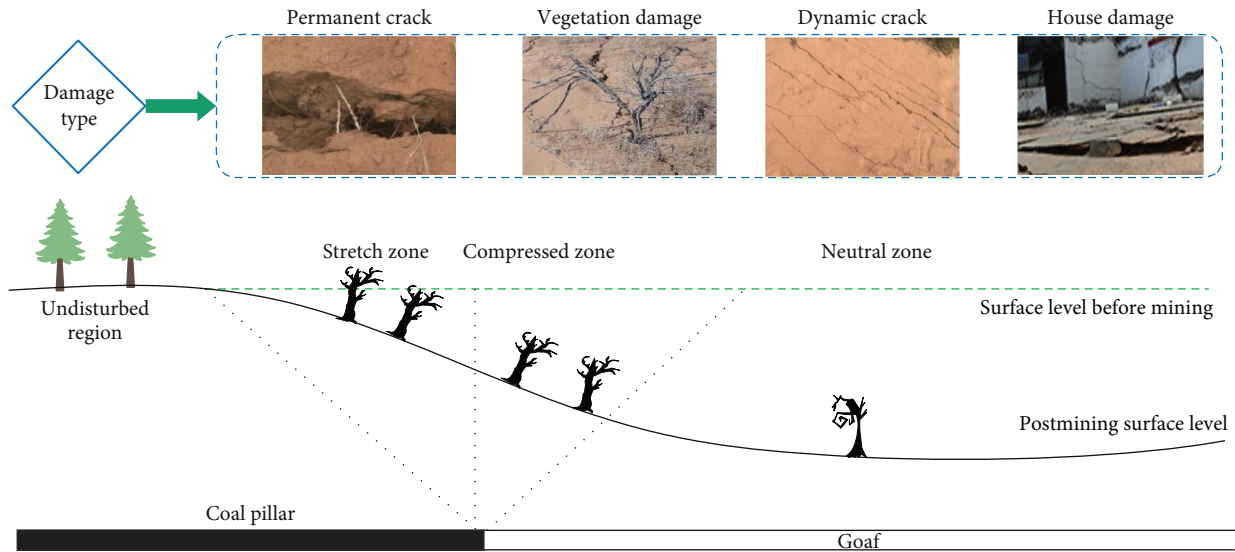 Permanent crack
Vegetation damage
Dynamic crack
House damage
Damage
type
Stretch zone
Compressed zone
Neutral zone
Undisturbed
region
Surface level before mining
Postmining surface level
Coal pillar
Goaf